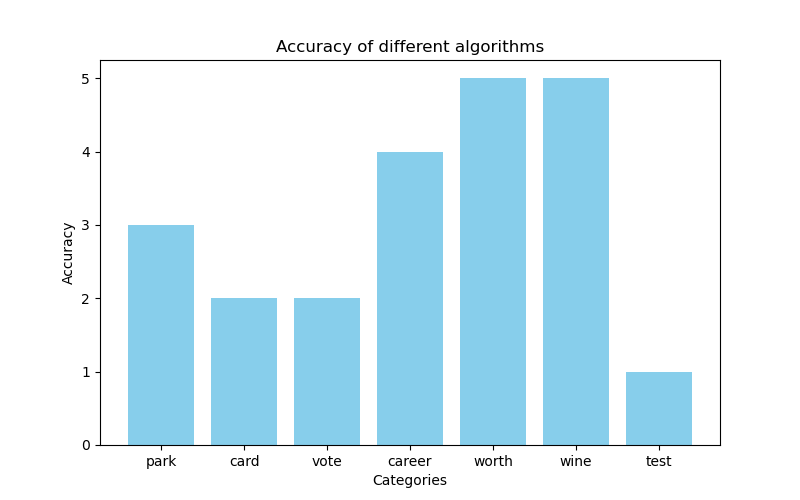 Accuracy of different algorithms
Accuracy
5
4
3
2
1
0
park card vote career worth wine test
Categories